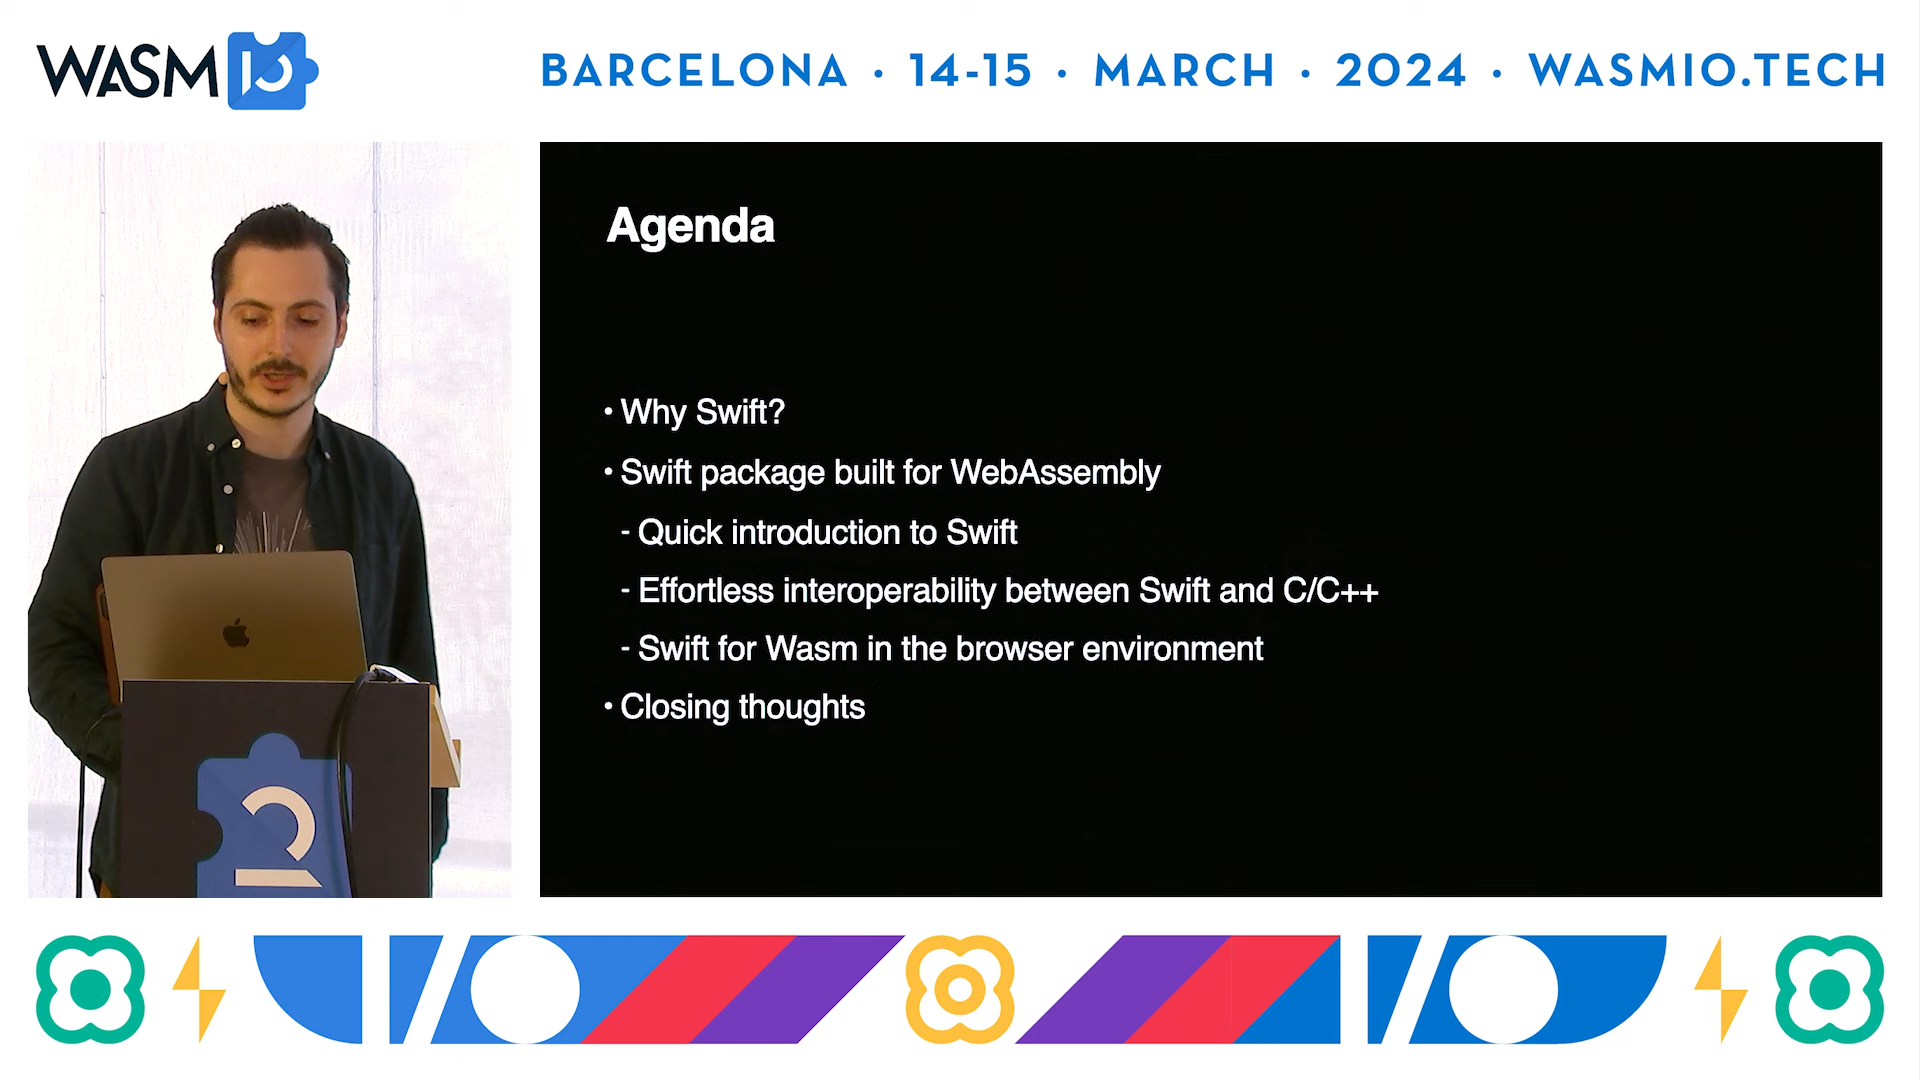 WASM IO
BARCELONA · 14-15 · MARCH · 2024 · WASMIO.TECH
Agenda
• Why Swift?
• Swift package built for WebAssembly
- Quick introduction to Swift
- Effortless interoperability between Swift and C/C++
- Swift for Wasm in the browser environment
• Closing thoughts